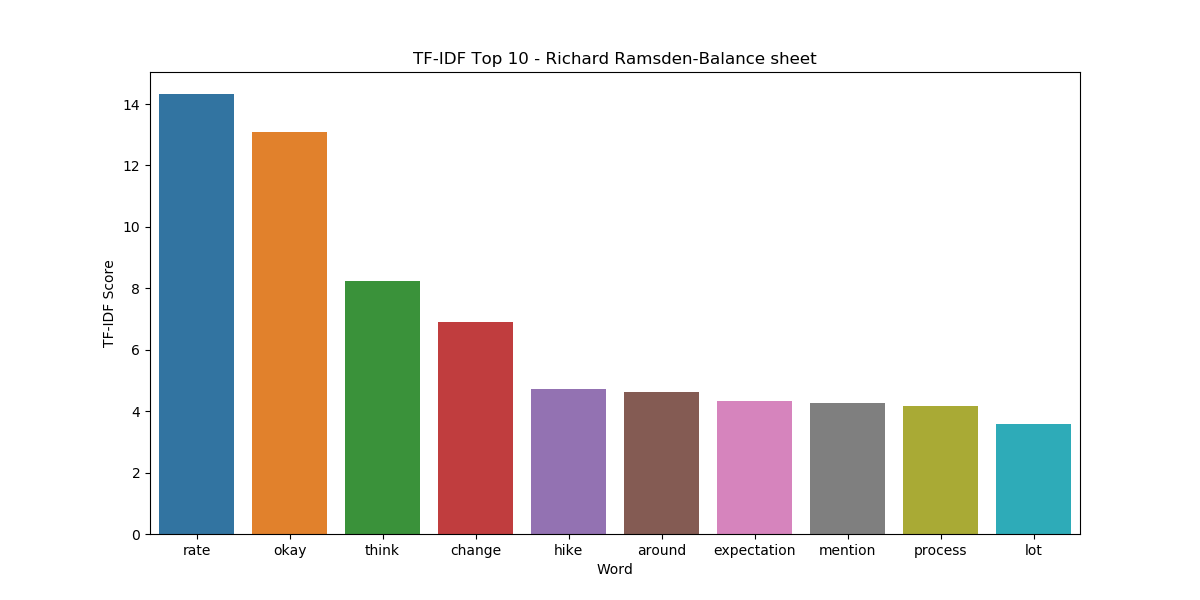 TF-IDF Top 10 - Richard Ramsden-Balance sheet
TF-IDF Score
14
12
10
8
6
4
2
0
rate okay think change hike around expectation mention process lot
Word